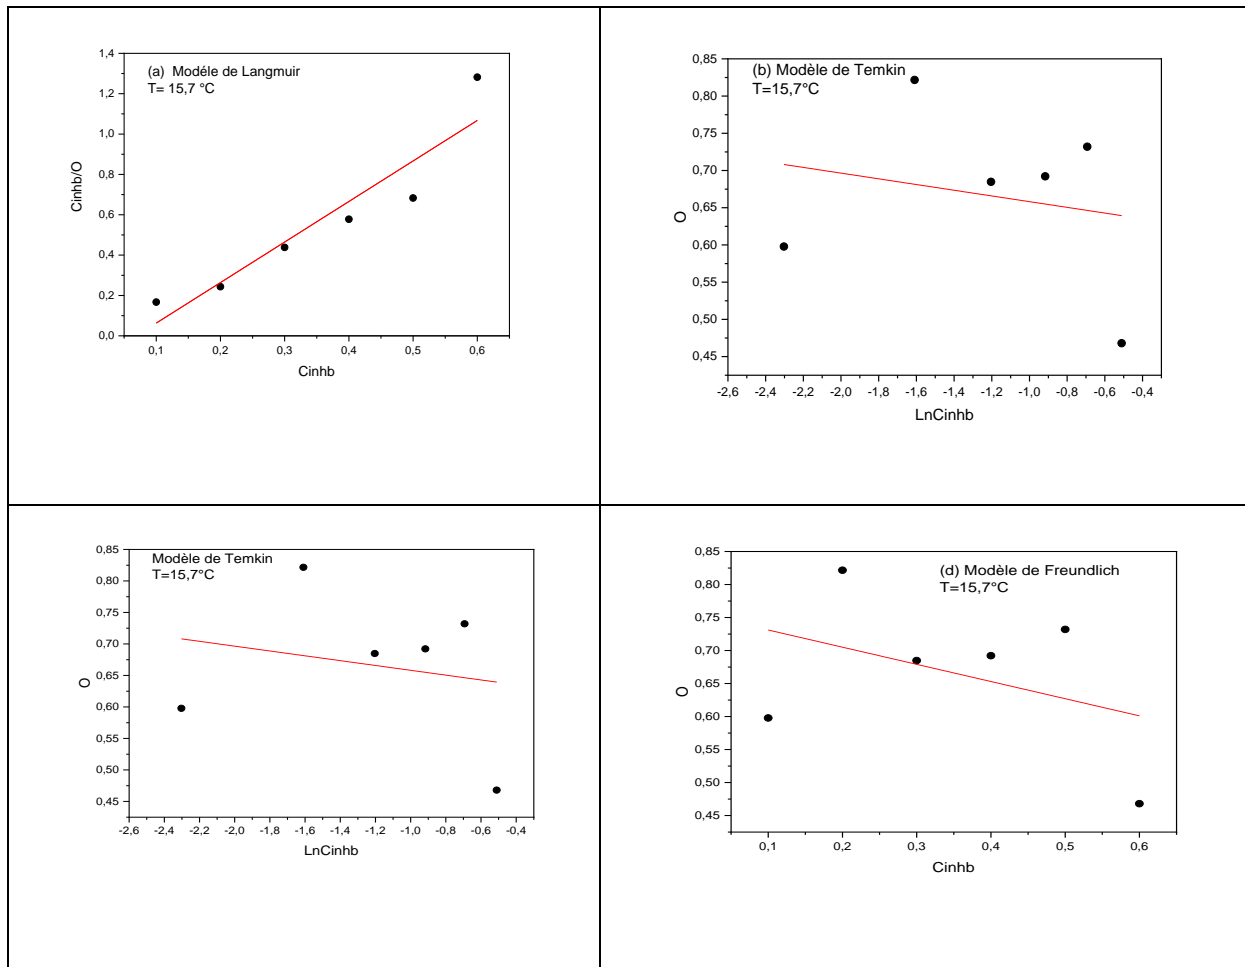 (a) Modéle de Langmuir
T= 15,7 °C
1,4
1,2
1,0
0,8
0,6
0,4
0,2
0,0
Cinhb/O
0,1 0,2 0,3 0,4 0,5 0,6
Cinhb
(b) Modèle de Temkin
T=15,7°C
0,85
0,80
0,75
0,70
0,65
0,60
0,55
0,50
0,45
O
-2,6 -2,4 -2,2 -2,0 -1,8 -1,6 -1,4 -1,2 -1,0 -0,8 -0,6 -0,4
LnCinhb
Modèle de Temkin
T=15,7°C
0,85
0,80
0,75
0,70
0,65
0,60
0,55
0,50
0,45
O
-2,6 -2,4 -2,2 -2,0 -1,8 -1,6 -1,4 -1,2 -1,0 -0,8 -0,6 -0,4
LnCinhb
(d) Modèle de Freundlich
T=15,7°C
0,85
0,80
0,75
0,70
0,65
0,60
0,55
0,50
0,45
O
0,1 0,2 0,3 0,4 0,5 0,6
Cinhb